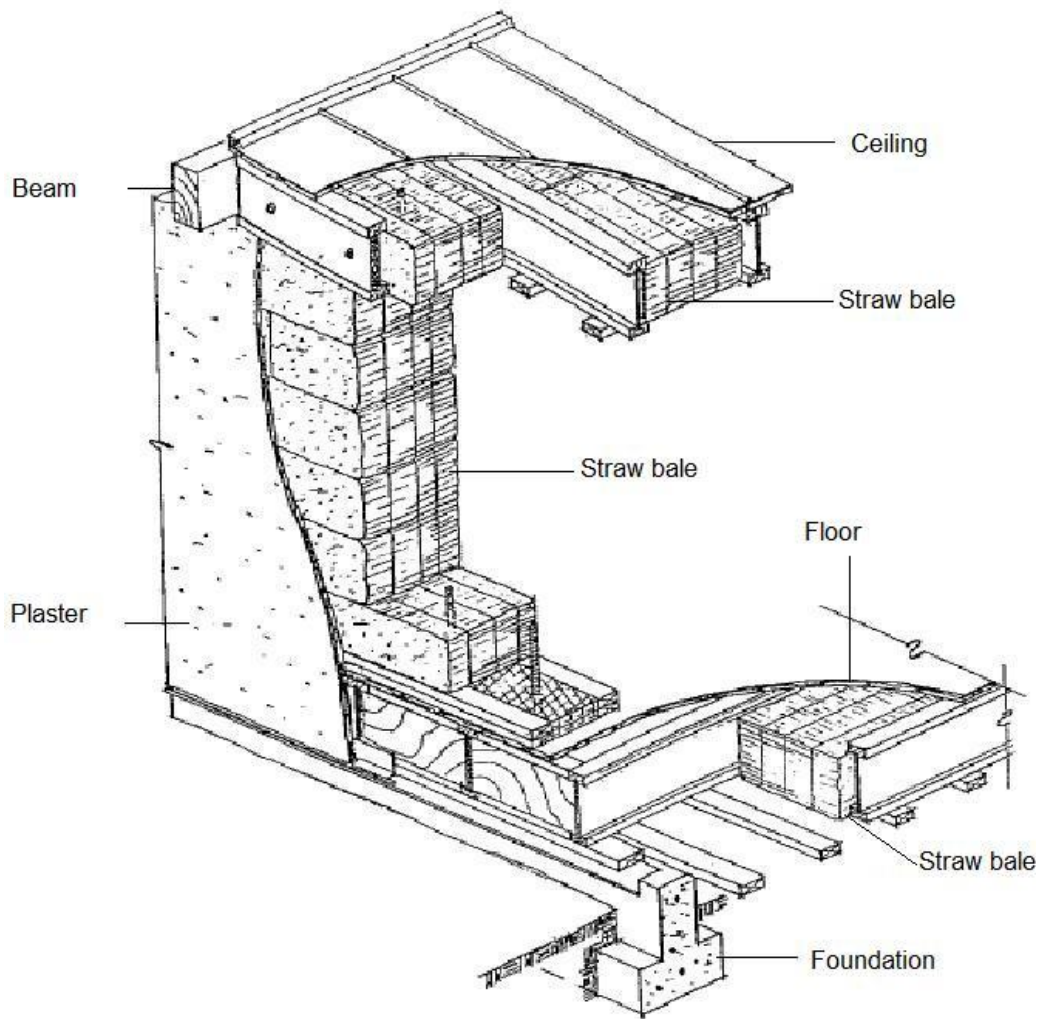 Ceiling
Beam
Straw bale
Straw bale
Floor
Plaster
Straw bale
Foundation